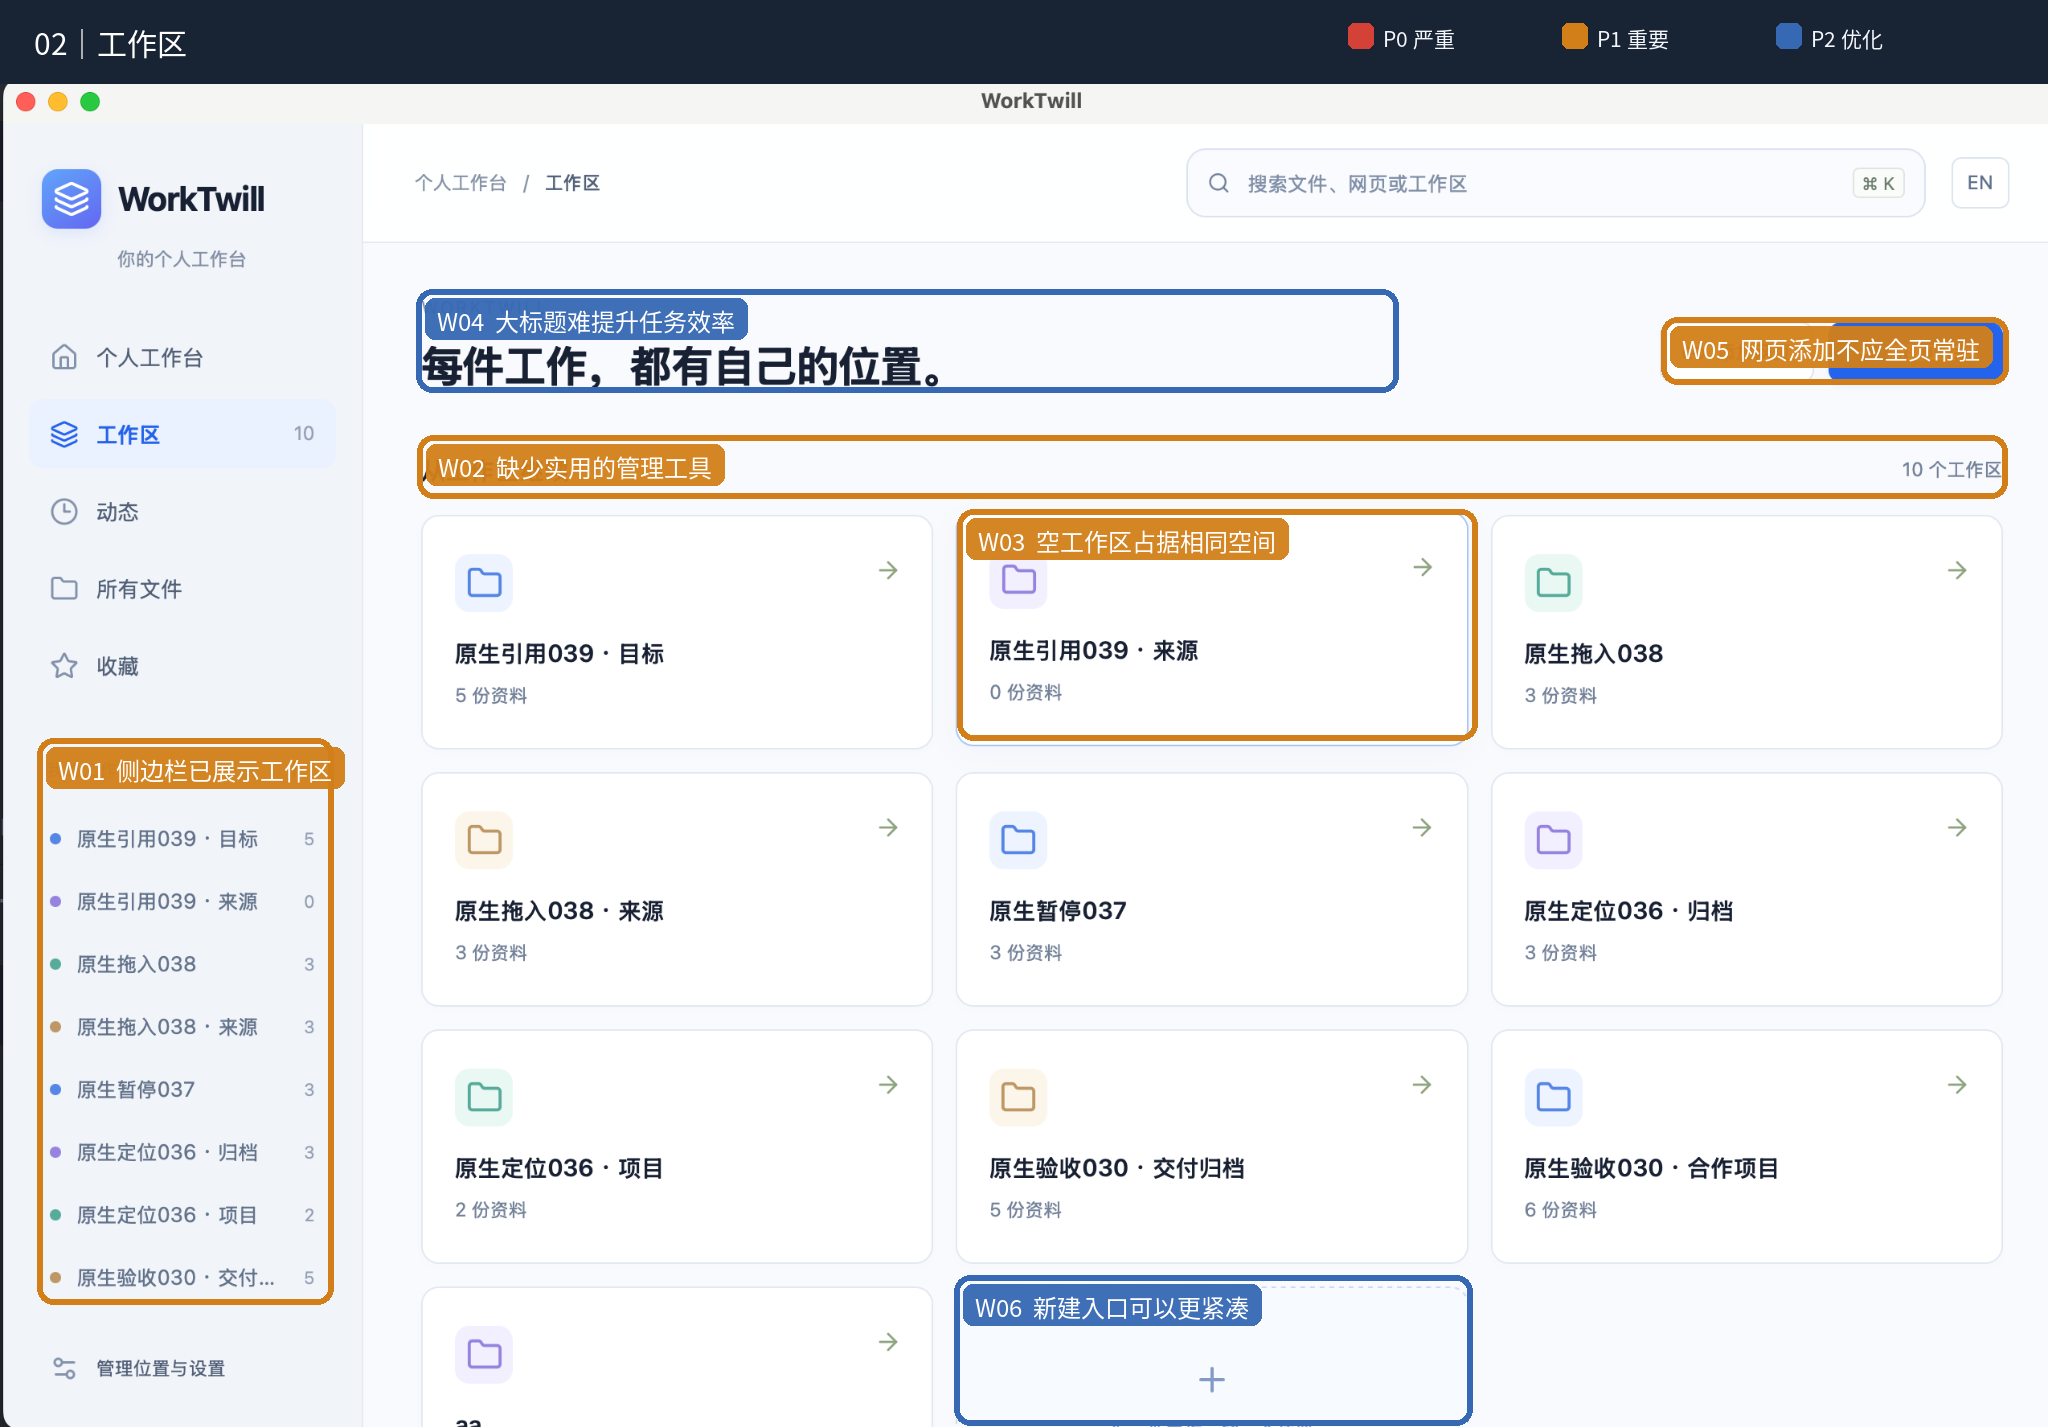 02｜工作区
P0 严重
P1 重要
P2 优化
WorkTwill
WorkTwill
你的个人工作台
个人工作台
工作区 10
动态
所有文件
收藏
W01 侧边栏已展示工作区
原生引用039 · 目标 5
原生引用039 · 来源 0
原生拖入038 3
原生拖入038 · 来源 3
原生暂停037 3
原生定位036 · 归档 3
原生定位036 · 项目 2
原生验收030 · 交付... 5
管理位置与设置
个人工作台 / 工作区
搜索文件、网页或工作区 ⌘ K
EN
W04 大标题难提升任务效率
每件工作，都有自己的位置。
W05 网页添加不应全页常驻
W02 缺少实用的管理工具
10 个工作区
原生引用039 · 目标
5 份资料
W03 空工作区占据相同空间
原生引用039 · 来源
0 份资料
原生拖入038
3 份资料
原生拖入038 · 来源
3 份资料
原生暂停037
3 份资料
原生定位036 · 归档
3 份资料
原生定位036 · 项目
2 份资料
原生验收030 · 交付归档
5 份资料
原生验收030 · 合作项目
6 份资料
W06 新建入口可以更紧凑